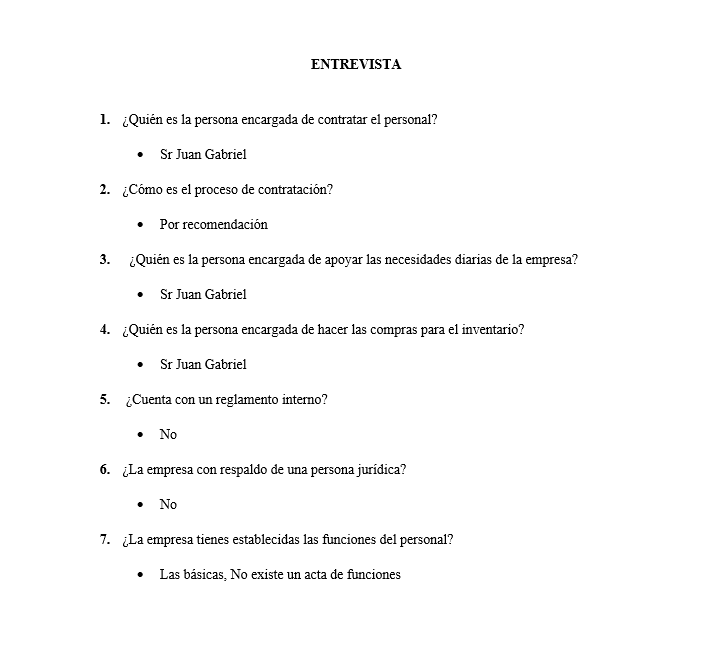 ENTREVISTA
1. ¿Quién es la persona encargada de contratar el personal?
• Sr Juan Gabriel
2. ¿Cómo es el proceso de contratación?
• Por recomendación
3. ¿Quién es la persona encargada de apoyar las necesidades diarias de la empresa?
• Sr Juan Gabriel
4. ¿Quién es la persona encargada de hacer las compras para el inventario?
• Sr Juan Gabriel
5. ¿Cuenta con un reglamento interno?
• No
6. ¿La empresa con respaldo de una persona jurídica?
• No
7. ¿La empresa tienes establecidas las funciones del personal?
• Las básicas, No existe un acta de funciones